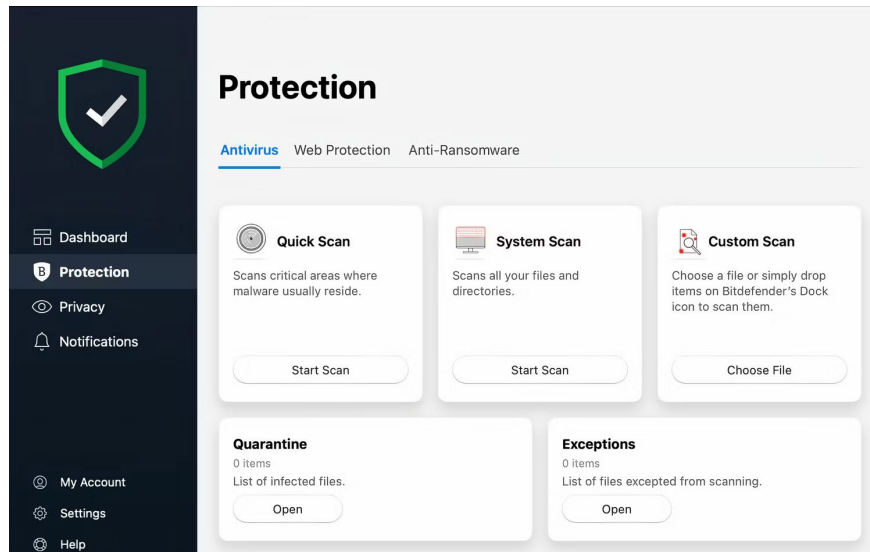 Dashboard
B
Protection
Privacy
Notifications
My Account
Settings
Help
Protection
Antivirus
Web Protection
Anti-Ransomware
Quick Scan
Scans critical areas where
malware usually reside.
Start Scan
System Scan
Scans all your files and
directories.
Start Scan
Custom Scan
Choose a file or simply drop
items on Bitdefender's Dock
icon to scan them.
Choose File
Quarantine
0 items
List of infected files.
Open
Exceptions
0 items
List of files excepted from scanning.
Open